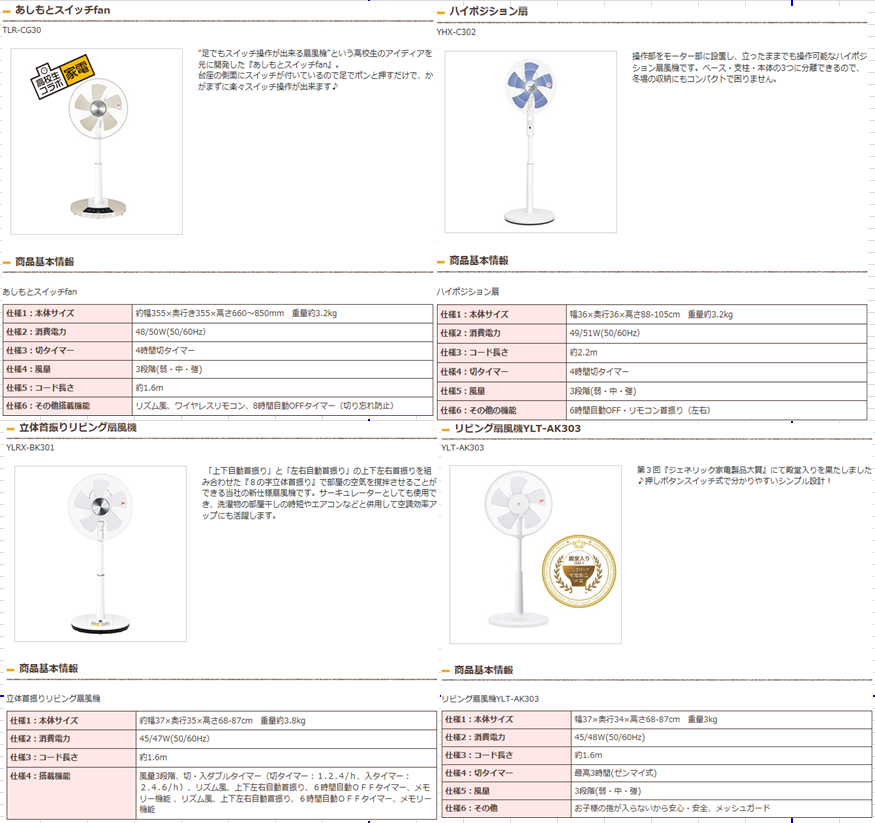 あしもとスイッチfan
TLR-CG30
高校生
コラボ
家電
“足でもスイッチ操作が出来る扇風機”という高校生のアイディアを
元に開発した『あしもとスイッチfan』。
台座の側面にスイッチが付いているので足でポンと押すだけで、か
がまずに楽々スイッチ操作が出来ます♪
商品基本情報
あしもとスイッチfan
仕様1：本体サイズ 約幅355×奥行き355×高さ660～850mm　重量約3.2kg
仕様2：消費電力 48/50W(50/60Hz)
仕様3：切タイマー 4時間切タイマー
仕様4：風量 3段階(弱・中・強)
仕様5：コード長さ 約1.6m
仕様6：その他搭載機能 リズム風、ワイヤレスリモコン、8時間自動OFFタイマー（切り忘れ防止）
ハイポジション扇
YHX-C302
操作部をモーター部に設置し、立ったままでも操作可能なハイポジ
ション扇風機です。ベース・支柱・本体の3つに分離できるので、
冬場の収納にもコンパクトで困りません。
商品基本情報
ハイポジション扇
仕様1：本体サイズ 幅36×奥行36×高さ88-105cm　重量約3.2kg
仕様2：消費電力 49/51W(50/60Hz)
仕様3：コード長さ 約2.2m
仕様4：切タイマー 4時間切タイマー
仕様5：風量 3段階(弱・中・強)
仕様6：その他の機能 6時間自動OFF・リモコン首振り（左右）
立体首振りリビング扇風機
YLRX-BK301
「上下自動首振り」と「左右自動首振り」の上下左右首振りを組
み合わせた『８の字立体首振り』で部屋の空気を撹拌させることが
できる当社の新仕様扇風機です。サーキュレーターとしても使用で
き、洗濯物の部屋干しの時短やエアコンなどと併用して空調効率ア
ップにも活躍します。
商品基本情報
立体首振りリビング扇風機
仕様1：本体サイズ 約幅37×奥行35×高さ68-87cm　重量約3.8kg
仕様2：消費電力 45/47W(50/60Hz)
仕様3：コード長さ 約1.6m
仕様4：搭載機能 風量3段階、切・入ダブルタイマー（切タイマー：１.２.４/ｈ、入タイマー：
２.４.６/ｈ）、リズム風、上下左右自動首振り、６時間自動ＯＦＦタイマー、メモ
リー機能 、リズム風、上下左右自動首振り、６時間自動ＯＦＦタイマー、メモリー
機能
リビング扇風機YLT-AK303
YLT-AK303
第３回『ジェネリック家電製品大賞』にて殿堂入りを果たしました
♪押しボタンスイッチ式で分かりやすいシンプル設計！
殿堂入り
商品基本情報
リビング扇風機YLT-AK303
仕様1：本体サイズ 幅37×奥行34×高さ68-87cm　重量3kg
仕様2：消費電力 45/48W(50/60Hz)
仕様3：コード長さ 約1.6m
仕様4：切タイマー 最高3時間(ゼンマイ式)
仕様5：風量 3段階(弱・中・強)
仕様6：その他 お子様の指が入らないから安心・安全、メッシュガード